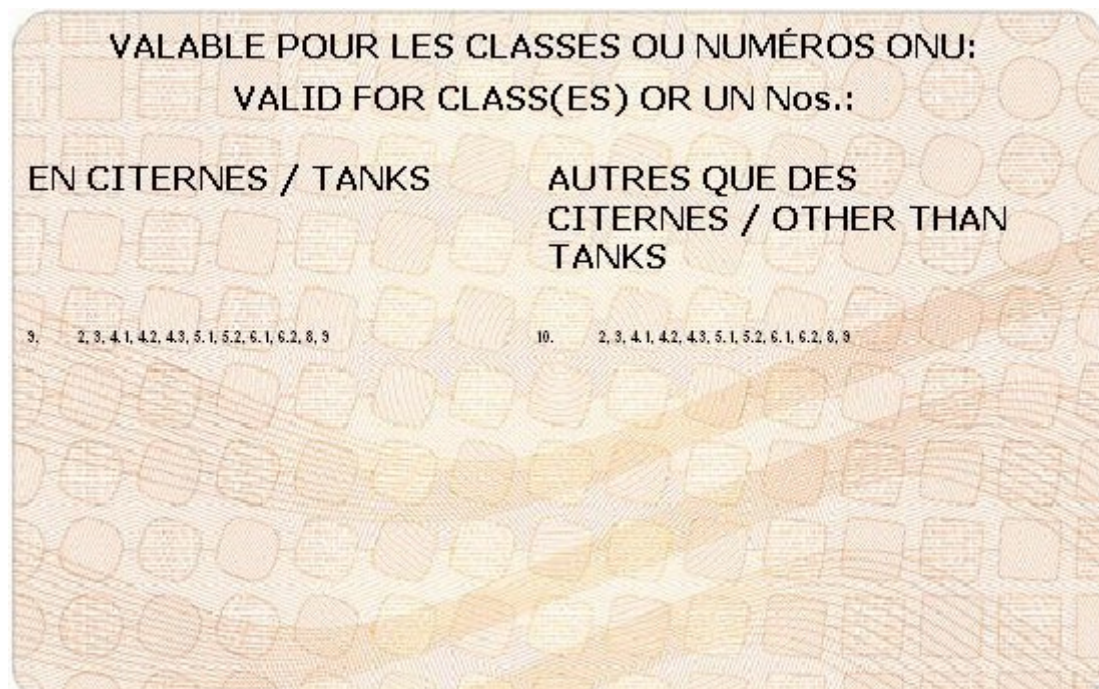 VALABLE POUR LES CLASSES OU NUMÉROS ONU:
VALID FOR CLASS(ES) OR UN Nos.:
EN CITERNES / TANKS
AUTRES QUE DES
CITERNES / OTHER THAN
TANKS
9. 2, 3, 4.1, 4.2, 4.3, 5.1, 5.2, 6.1, 6.2, 8, 9
10. 2, 3, 4.1, 4.2, 4.3, 5.1, 5.2, 6.1, 6.2, 8, 9